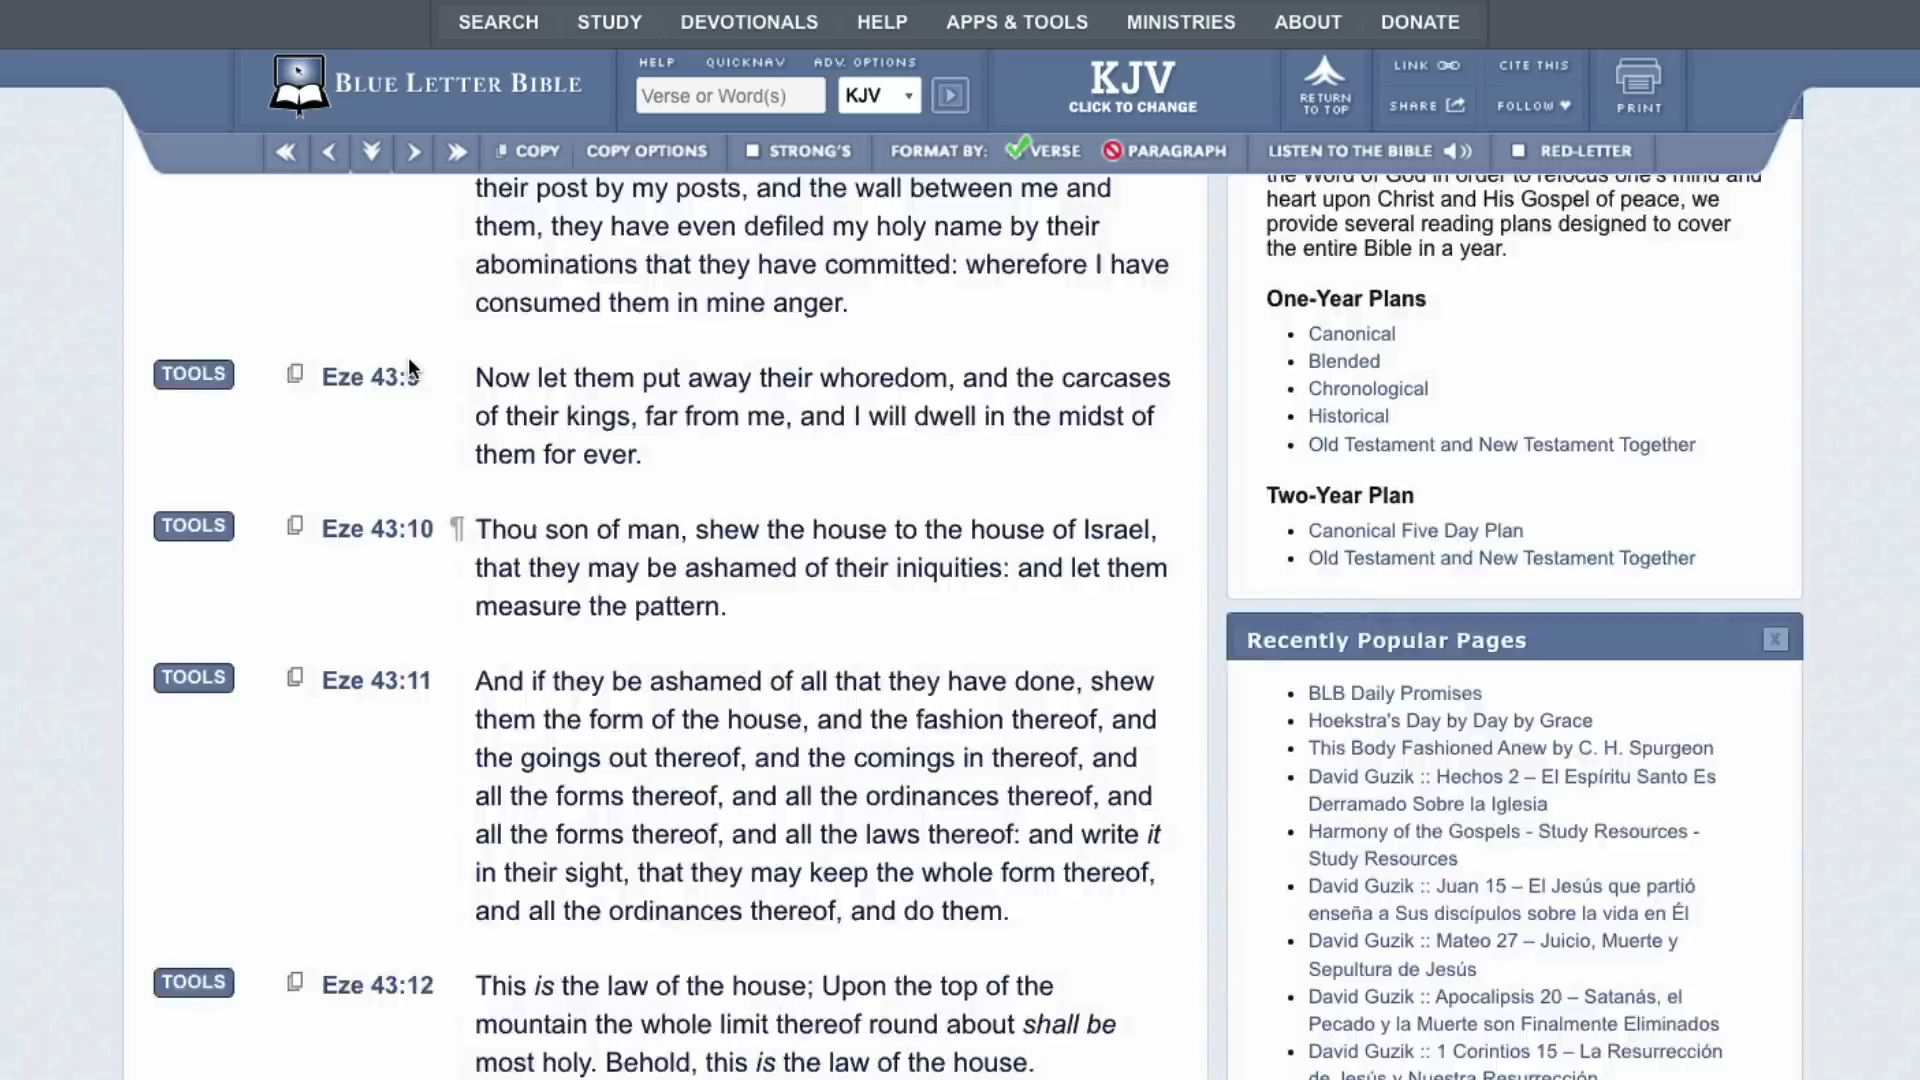 SEARCH STUDY DEVOTIONALS HELP APPS & TOOLS MINISTRIES ABOUT DONATE
BLUE LETTER BIBLE
HELP QUICKNAV ADV. OPTIONS
Verse or Word(s) KJV
KJV
CLICK TO CHANGE
RETURN
TO TOP
LINK CITE THIS
SHARE FOLLOW
PRINT
COPY COPY OPTIONS STRONG'S FORMAT BY: VERSE PARAGRAPH LISTEN TO THE BIBLE RED-LETTER
their post by my posts, and the wall between me and
them, they have even defiled my holy name by their
abominations that they have committed: wherefore I have
consumed them in mine anger.
TOOLS Eze 43:9 Now let them put away their whoredom, and the carcases
of their kings, far from me, and I will dwell in the midst of
them for ever.
TOOLS Eze 43:10 ¶ Thou son of man, shew the house to the house of Israel,
that they may be ashamed of their iniquities: and let them
measure the pattern.
TOOLS Eze 43:11 And if they be ashamed of all that they have done, shew
them the form of the house, and the fashion thereof, and
the goings out thereof, and the comings in thereof, and
all the forms thereof, and all the ordinances thereof, and
all the forms thereof, and all the laws thereof: and write it
in their sight, that they may keep the whole form thereof,
and all the ordinances thereof, and do them.
TOOLS Eze 43:12 This is the law of the house; Upon the top of the
mountain the whole limit thereof round about shall be
most holy. Behold, this is the law of the house.
the Word of God in order to refocus one's mind and
heart upon Christ and His Gospel of peace, we
provide several reading plans designed to cover
the entire Bible in a year.
One-Year Plans
• Canonical
• Blended
• Chronological
• Historical
• Old Testament and New Testament Together
Two-Year Plan
• Canonical Five Day Plan
• Old Testament and New Testament Together
Recently Popular Pages X
• BLB Daily Promises
• Hoekstra's Day by Day by Grace
• This Body Fashioned Anew by C. H. Spurgeon
• David Guzik :: Hechos 2 – El Espíritu Santo Es
Derramado Sobre la Iglesia
• Harmony of the Gospels - Study Resources -
Study Resources
• David Guzik :: Juan 15 – El Jesús que partió
enseña a Sus discípulos sobre la vida en Él
• David Guzik :: Mateo 27 – Juicio, Muerte y
Sepultura de Jesús
• David Guzik :: Apocalipsis 20 – Satanás, el
Pecado y la Muerte son Finalmente Eliminados
• David Guzik :: 1 Corintios 15 – La Resurrección
de Jesús y Nuestra Resurrección